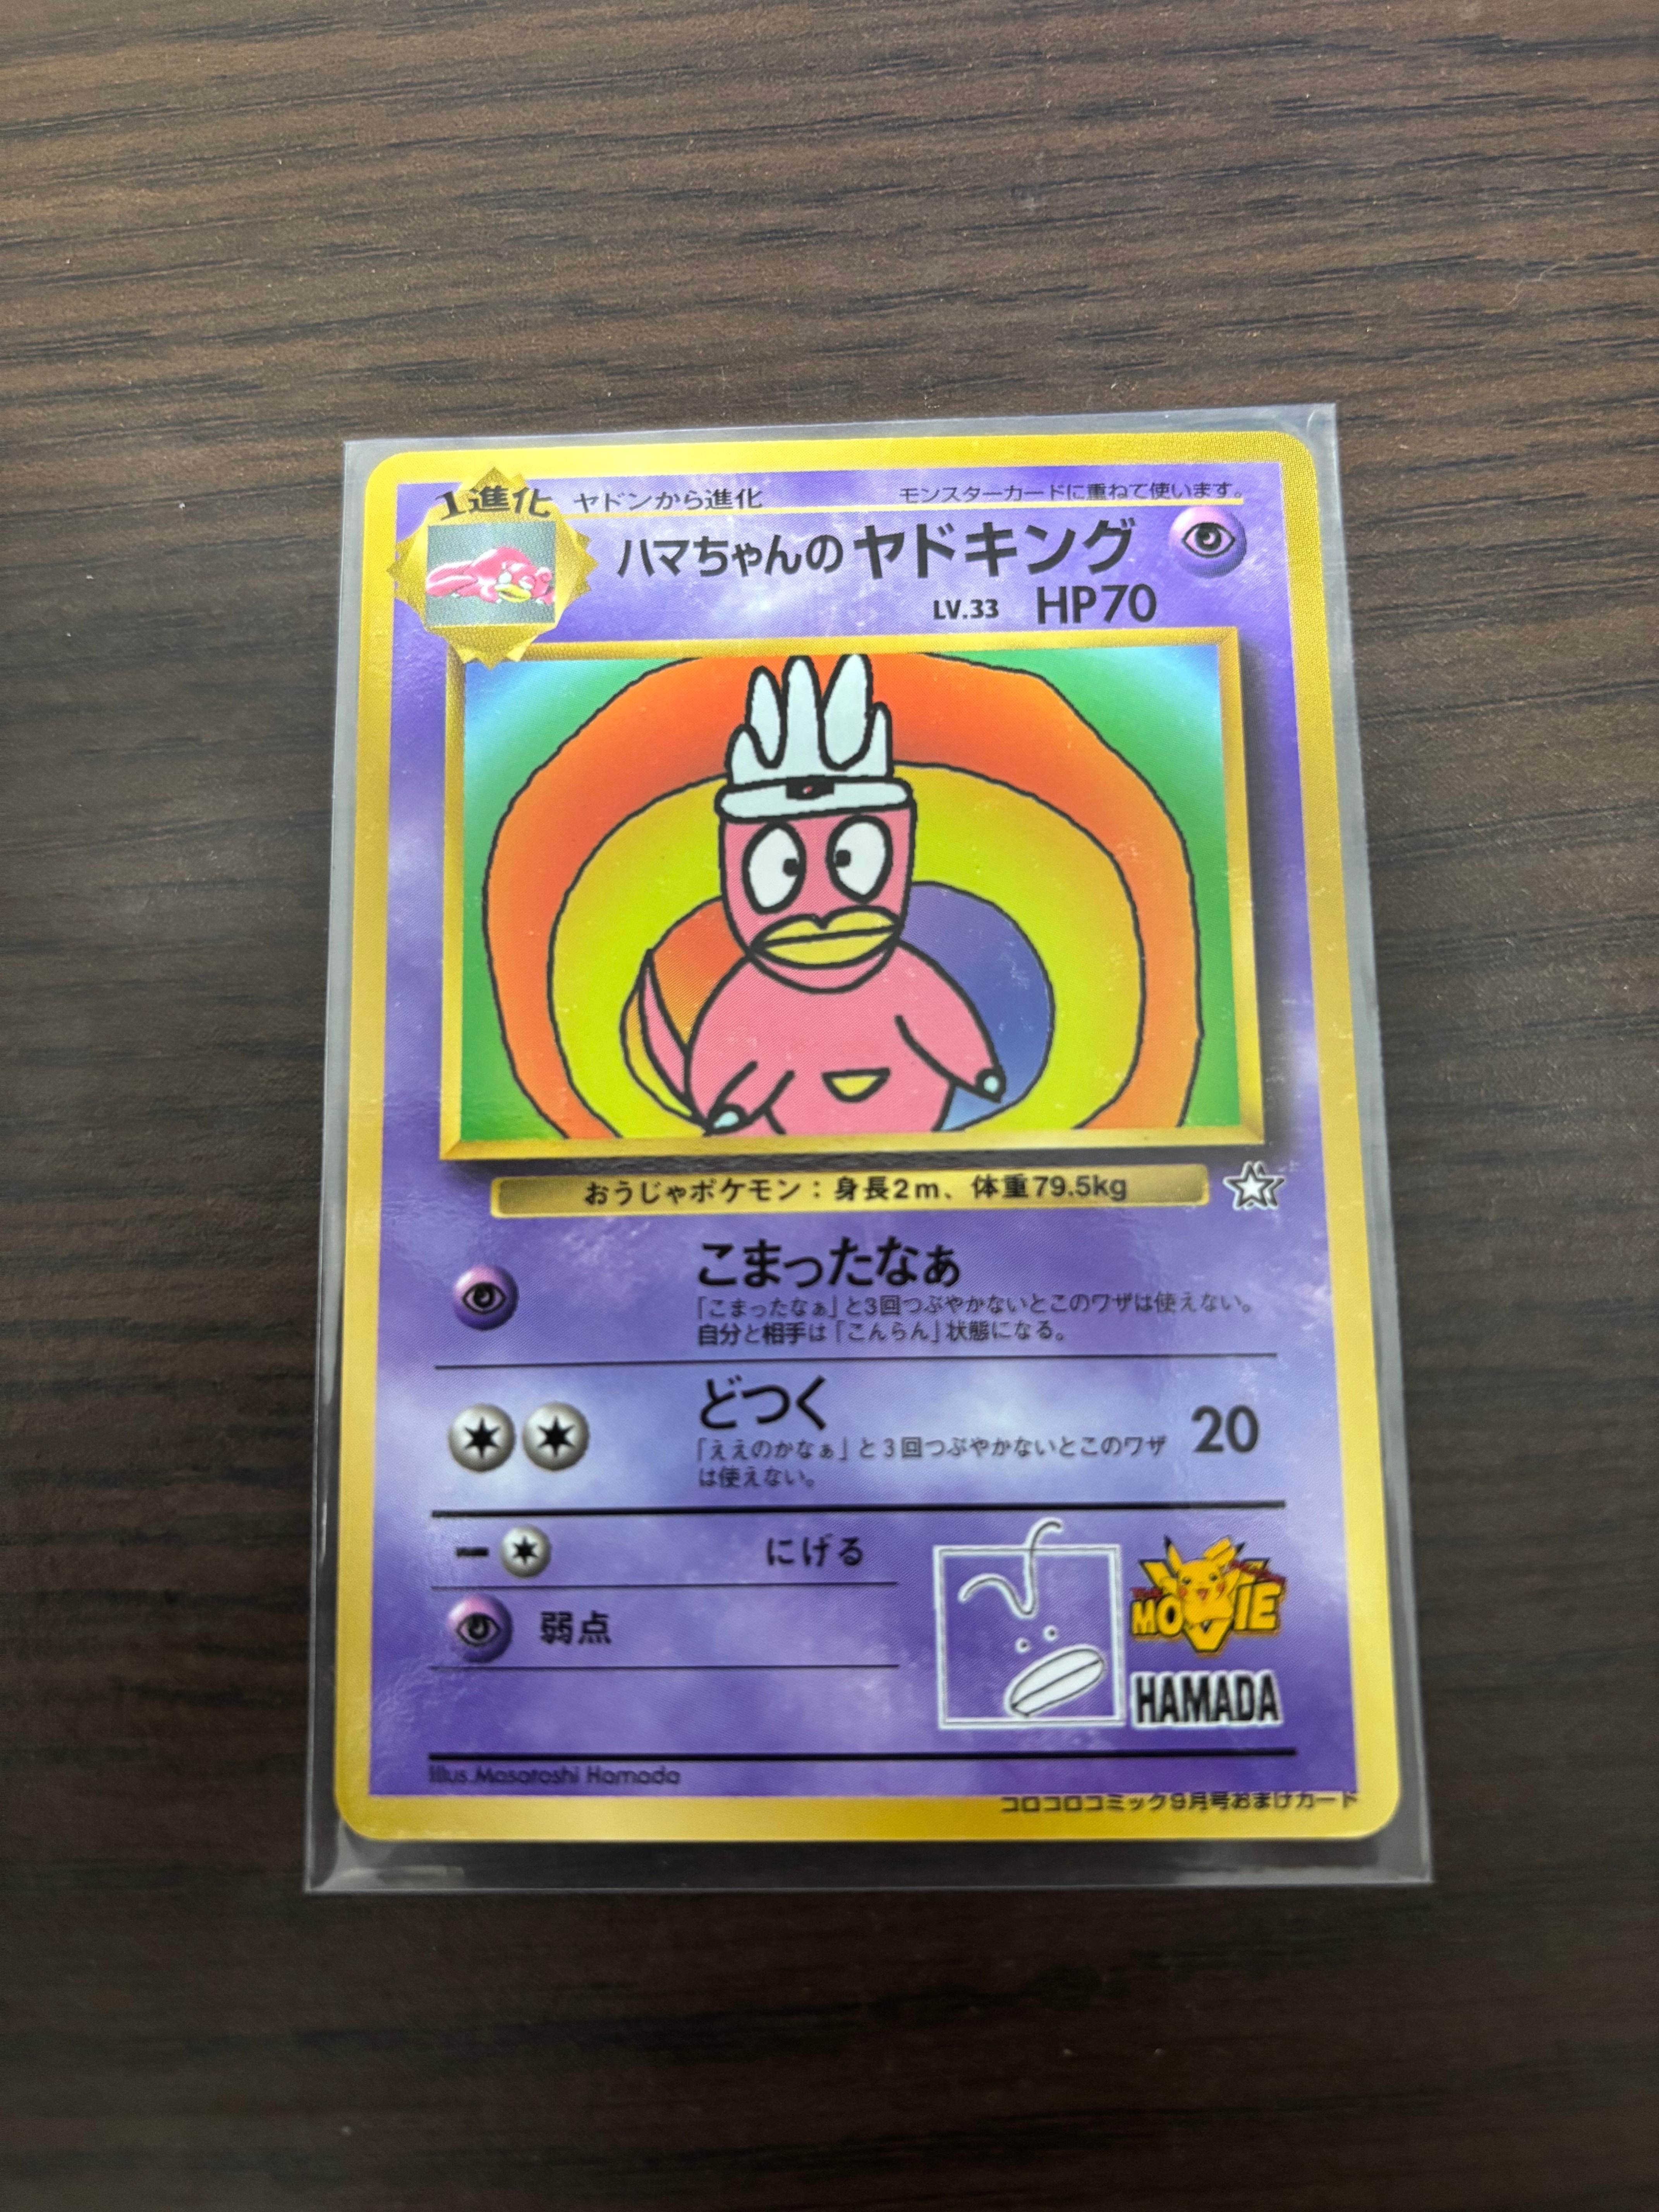 1進化 ヤドンから進化 モンスターカードに重ねて使います。
ハマちゃんの ヤドキング
LV.33 HP70
おうじゃポケモン：身長2m、体重79.5kg
こまったなぁ
「こまったなぁ」と3回つぶやかないとこのワザは使えない。
自分と相手は「こんらん」状態になる。
どつく 20
「ええのかなぁ」と3回つぶやかないとこのワザ
は使えない。
− にげる
弱点
MOVIE
HAMADA
Illus.Masatoshi Hamada
コロコロコミック9月号おまけカード